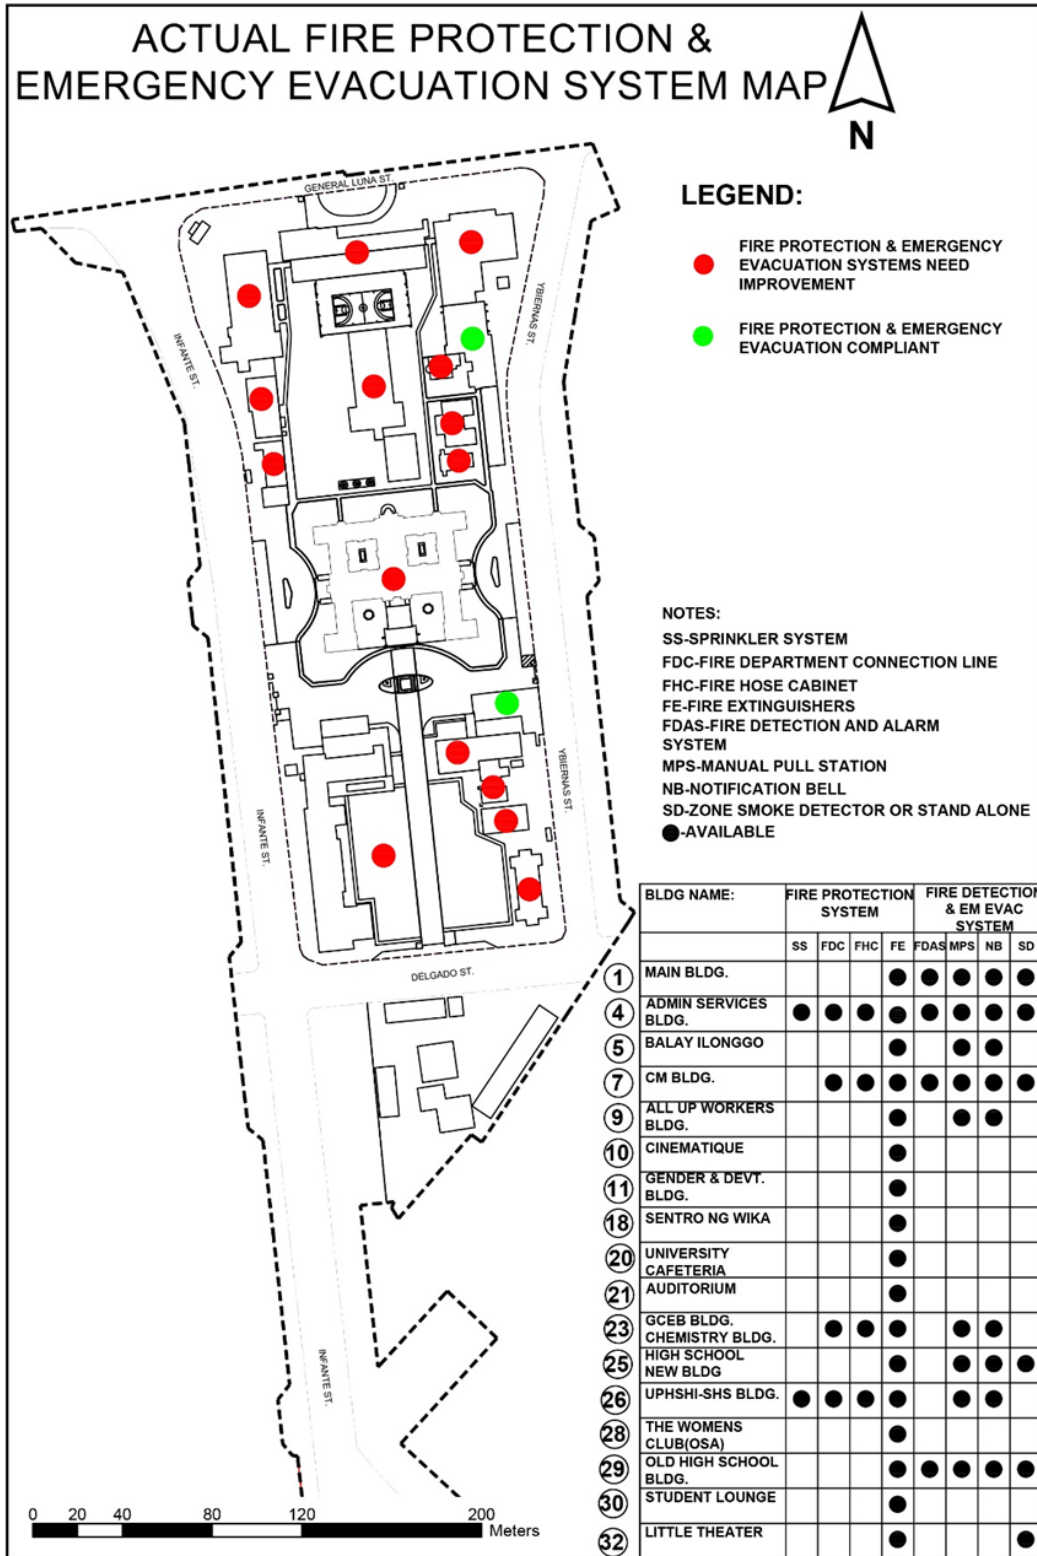 ACTUAL FIRE PROTECTION &
EMERGENCY EVACUATION SYSTEM MAP
N
GENERAL LUNA ST.
INFANTE ST.
YBIERNAS ST.
YBIERNAS ST.
INFANTE ST.
DELGADO ST.
INFANTE ST.
LEGEND:
FIRE PROTECTION & EMERGENCY
EVACUATION SYSTEMS NEED
IMPROVEMENT
FIRE PROTECTION & EMERGENCY
EVACUATION COMPLIANT
NOTES:
SS-SPRINKLER SYSTEM
FDC-FIRE DEPARTMENT CONNECTION LINE
FHC-FIRE HOSE CABINET
FE-FIRE EXTINGUISHERS
FDAS-FIRE DETECTION AND ALARM
SYSTEM
MPS-MANUAL PULL STATION
NB-NOTIFICATION BELL
SD-ZONE SMOKE DETECTOR OR STAND ALONE
●-AVAILABLE
BLDG NAME:
FIRE PROTECTION
SYSTEM
FIRE DETECTION
& EM EVAC
SYSTEM
SS FDC FHC FE FDAS MPS NB SD
1 MAIN BLDG.
4 ADMIN SERVICES
BLDG.
5 BALAY ILONGGO
7 CM BLDG.
9 ALL UP WORKERS
BLDG.
10 CINEMATIQUE
11 GENDER & DEVT.
BLDG.
18 SENTRO NG WIKA
20 UNIVERSITY
CAFETERIA
21 AUDITORIUM
23 GCEB BLDG.
CHEMISTRY BLDG.
25 HIGH SCHOOL
NEW BLDG
26 UPHSHI-SHS BLDG.
28 THE WOMENS
CLUB(OSA)
29 OLD HIGH SCHOOL
BLDG.
30 STUDENT LOUNGE
32 LITTLE THEATER
0 20 40 80 120 200
Meters